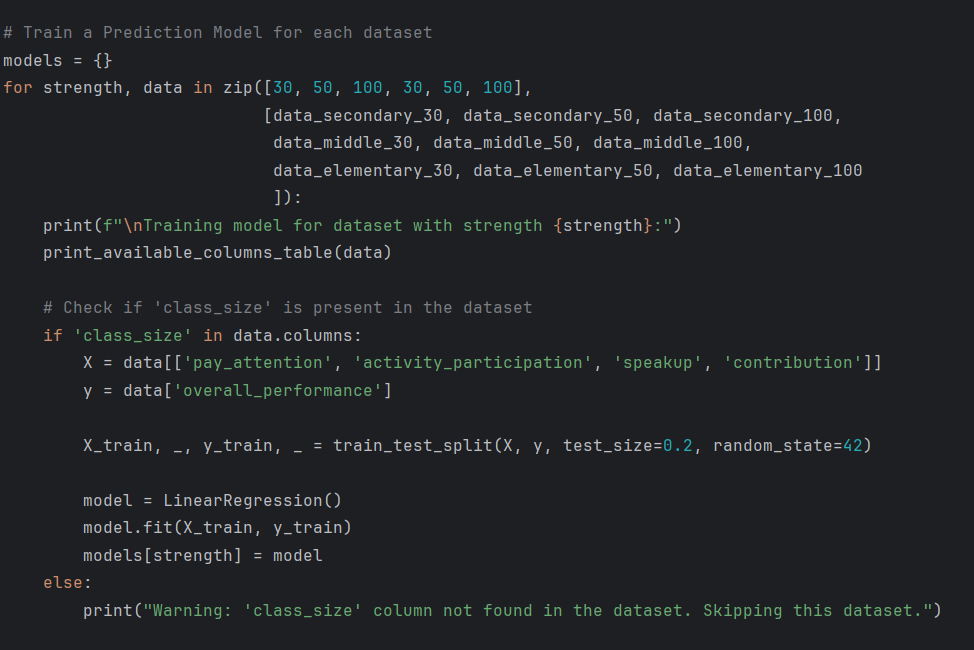 # Train a Prediction Model for each dataset
models = {}
for strength, data in zip([30, 50, 100, 30, 50, 100],
                          [data_secondary_30, data_secondary_50, data_secondary_100,
                           data_middle_30, data_middle_50, data_middle_100,
                           data_elementary_30, data_elementary_50, data_elementary_100
                           ]):
    print(f"\nTraining model for dataset with strength {strength}:")
    print_available_columns_table(data)

    # Check if 'class_size' is present in the dataset
    if 'class_size' in data.columns:
        X = data[['pay_attention', 'activity_participation', 'speakup', 'contribution']]
        y = data['overall_performance']

        X_train, _, y_train, _ = train_test_split(X, y, test_size=0.2, random_state=42)

        model = LinearRegression()
        model.fit(X_train, y_train)
        models[strength] = model
    else:
        print("Warning: 'class_size' column not found in the dataset. Skipping this dataset.")